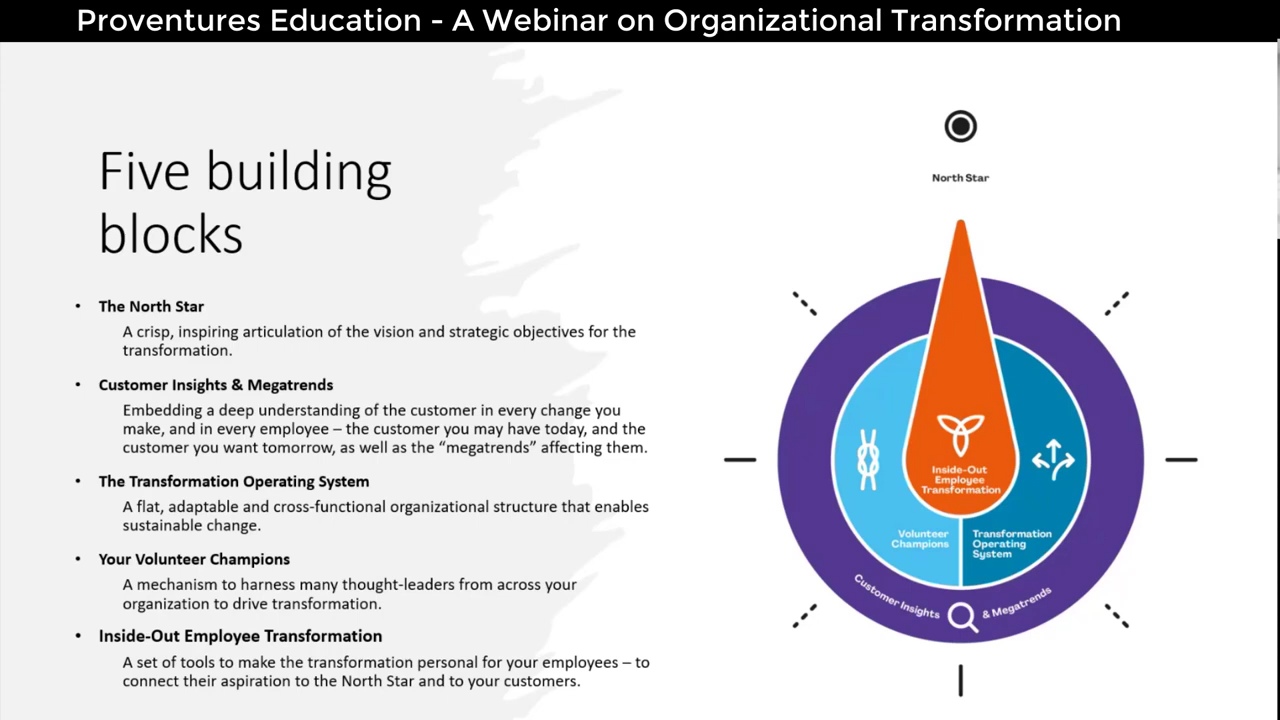 Proventures Education - A Webinar on Organizational Transformation
Five building
blocks
• The North Star
A crisp, inspiring articulation of the vision and strategic objectives for the
transformation.
• Customer Insights & Megatrends
Embedding a deep understanding of the customer in every change you
make, and in every employee – the customer you may have today, and the
customer you want tomorrow, as well as the “megatrends” affecting them.
• The Transformation Operating System
A flat, adaptable and cross-functional organizational structure that enables
sustainable change.
• Your Volunteer Champions
A mechanism to harness many thought-leaders from across your
organization to drive transformation.
• Inside-Out Employee Transformation
A set of tools to make the transformation personal for your employees – to
connect their aspiration to the North Star and to your customers.
North Star
Inside-Out
Employee
Transformation
Volunteer
Champions
Transformation
Operating
System
Customer Insights & Megatrends